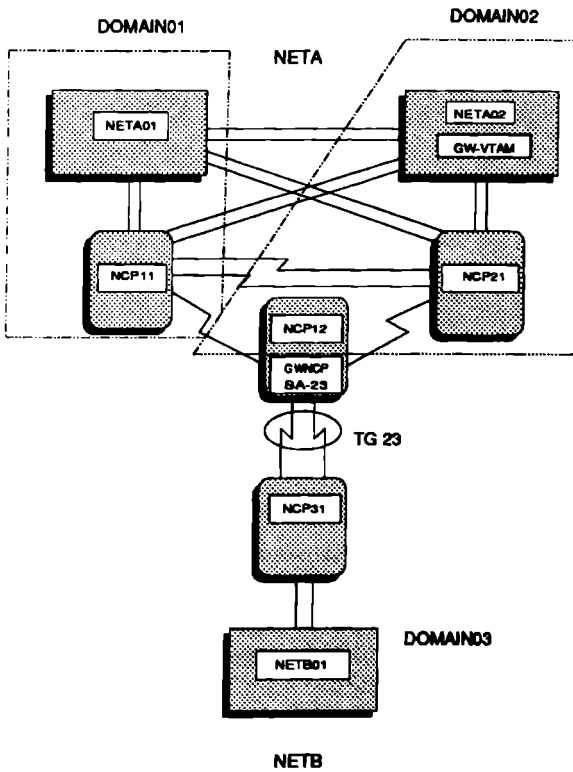 DOMAIN01
DOMAIN02
NETA
NETA01
NETA02
GW-VTAM
NCP11
NCP21
NCP12
GWNCP
SA-23
TG 23
NCP31
DOMAIN03
NETB01
NETB